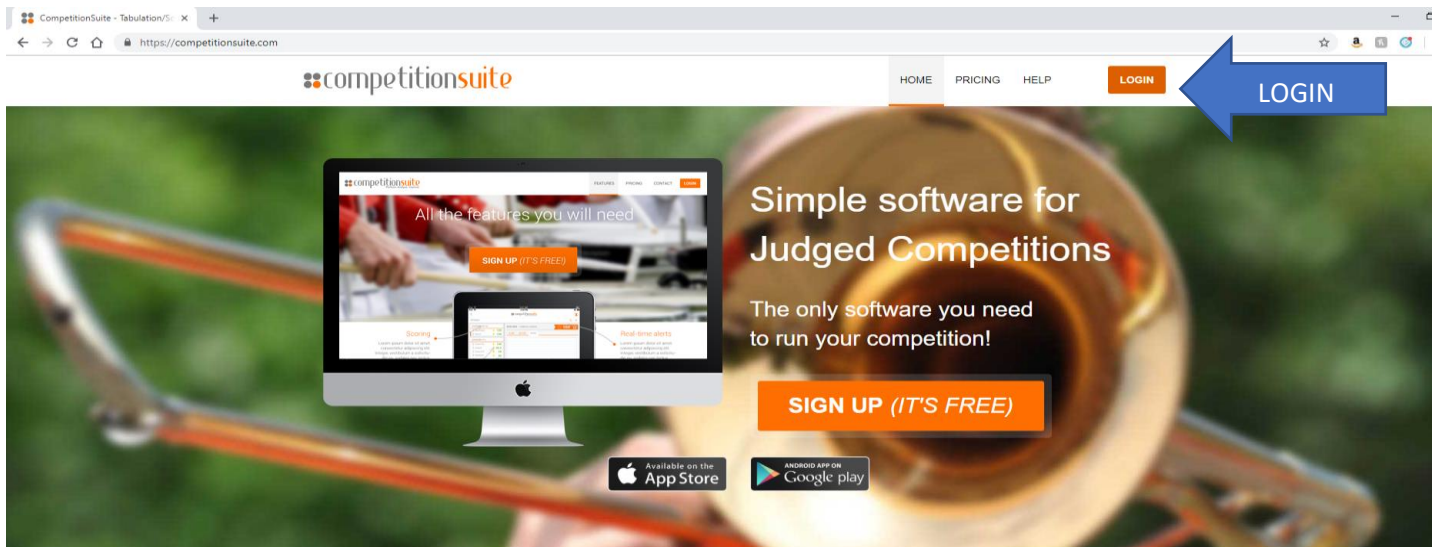 CompetitionSuite - Tabulation/Sc
https://competitionsuite.com
competitionsuite
HOME PRICING HELP LOGIN
LOGIN
competitionsuite
FEATURES PRICING CONTACT LOGIN
All the features you will need
SIGN UP (IT'S FREE!)
competitionsuite
Scoring
Real-time alerts
Simple software for
Judged Competitions
The only software you need
to run your competition!
SIGN UP (IT'S FREE)
Available on the
App Store
ANDROID APP ON
Google play